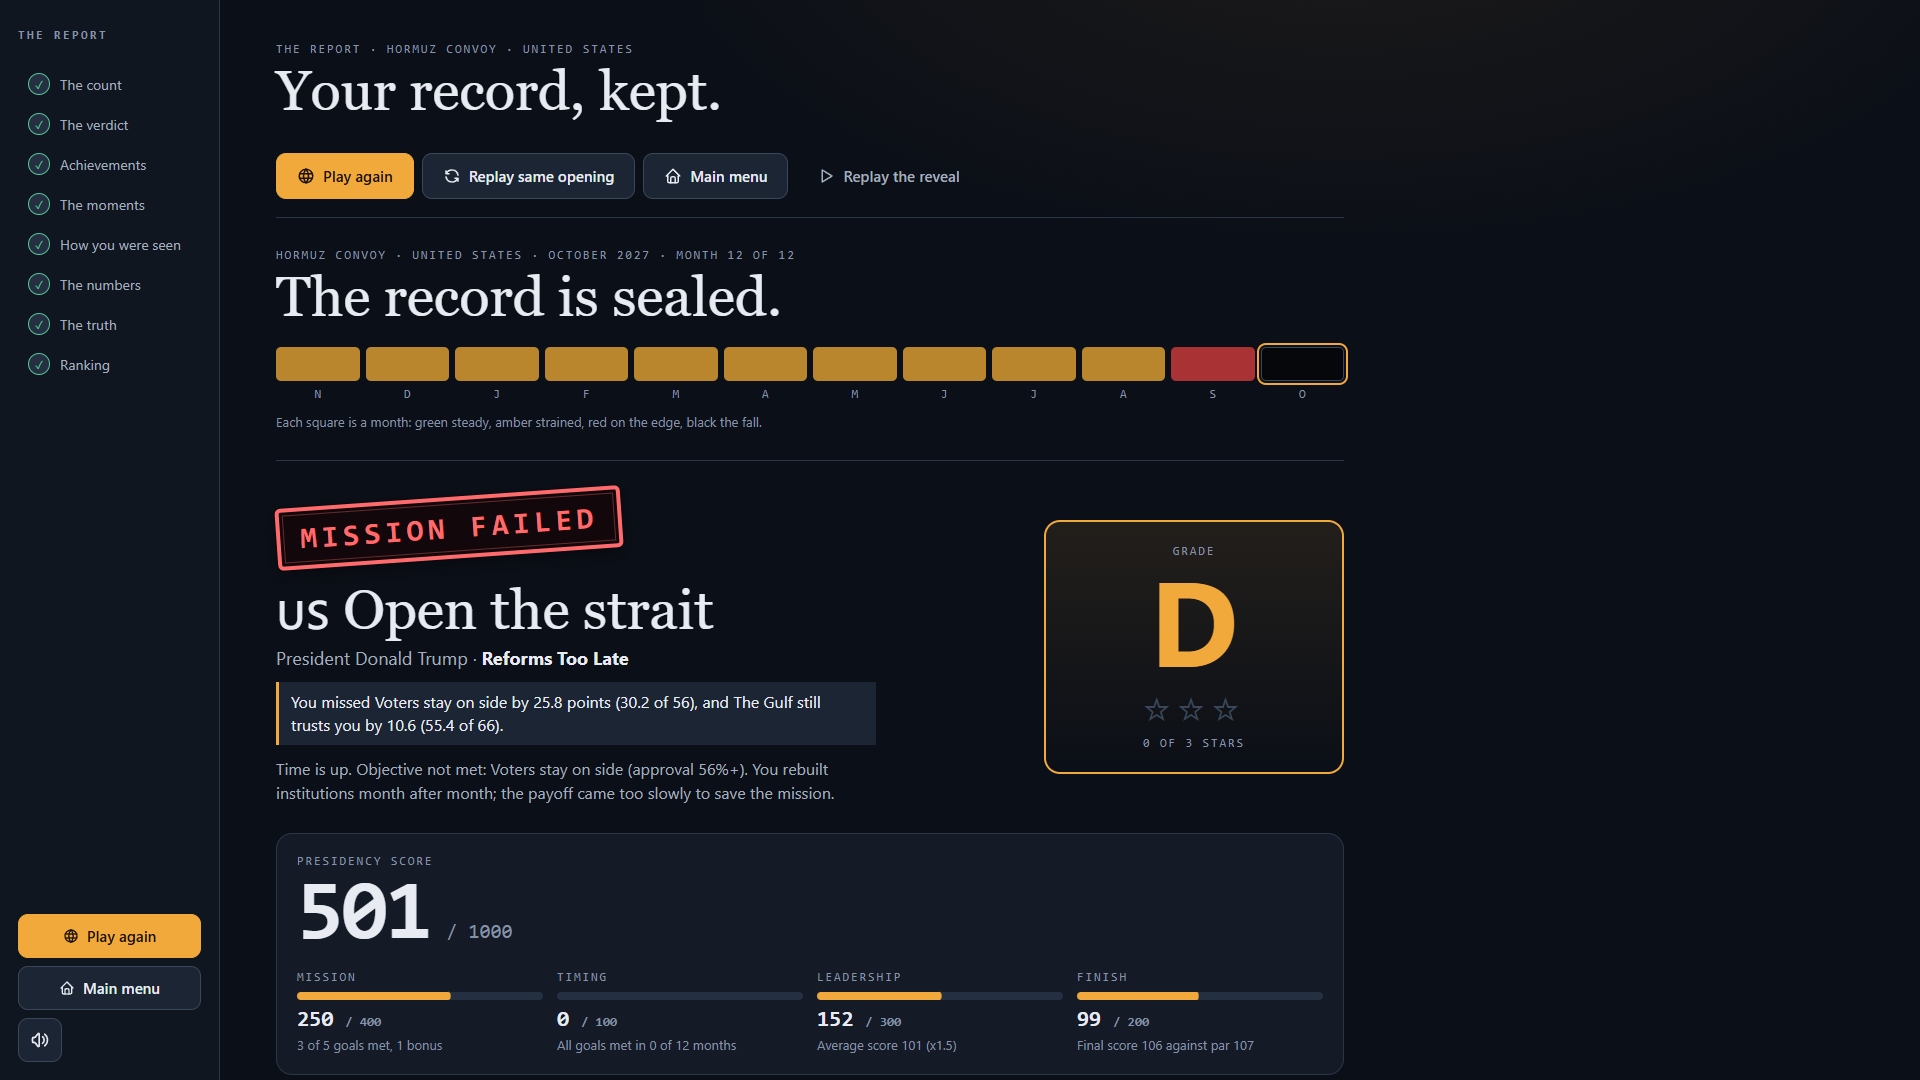 THE REPORT
The count
The verdict
Achievements
The moments
How you were seen
The numbers
The truth
Ranking
Play again
Main menu
THE REPORT · HORMUZ CONVOY · UNITED STATES
Your record, kept.
Play again
Replay same opening
Main menu
Replay the reveal
HORMUZ CONVOY · UNITED STATES · OCTOBER 2027 · MONTH 12 OF 12
The record is sealed.
N D J F M A M J J A S O
Each square is a month: green steady, amber strained, red on the edge, black the fall.
MISSION FAILED
US Open the strait
President Donald Trump · Reforms Too Late
You missed Voters stay on side by 25.8 points (30.2 of 56), and The Gulf still
trusts you by 10.6 (55.4 of 66).
Time is up. Objective not met: Voters stay on side (approval 56%+). You rebuilt
institutions month after month; the payoff came too slowly to save the mission.
GRADE
D
0 OF 3 STARS
PRESIDENCY SCORE
501 / 1000
MISSION
250 / 400
3 of 5 goals met, 1 bonus
TIMING
0 / 100
All goals met in 0 of 12 months
LEADERSHIP
152 / 300
Average score 101 (x1.5)
FINISH
99 / 200
Final score 106 against par 107